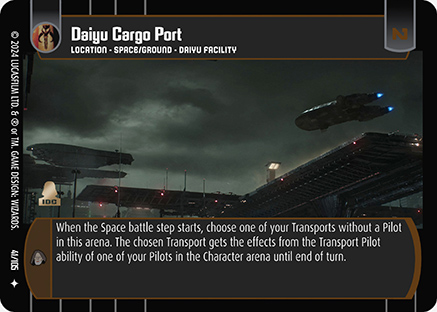 Daiyu Cargo Port
LOCATION - SPACE/GROUND - DAIYU FACILITY
© 2024 LUCASFILM LTD. & ® OR TM. GAME DESIGN: WIZARDS.
IDC
41/105
When the Space battle step starts, choose one of your Transports without a Pilot
in this arena. The chosen Transport gets the effects from the Transport Pilot
ability of one of your Pilots in the Character arena until end of turn.